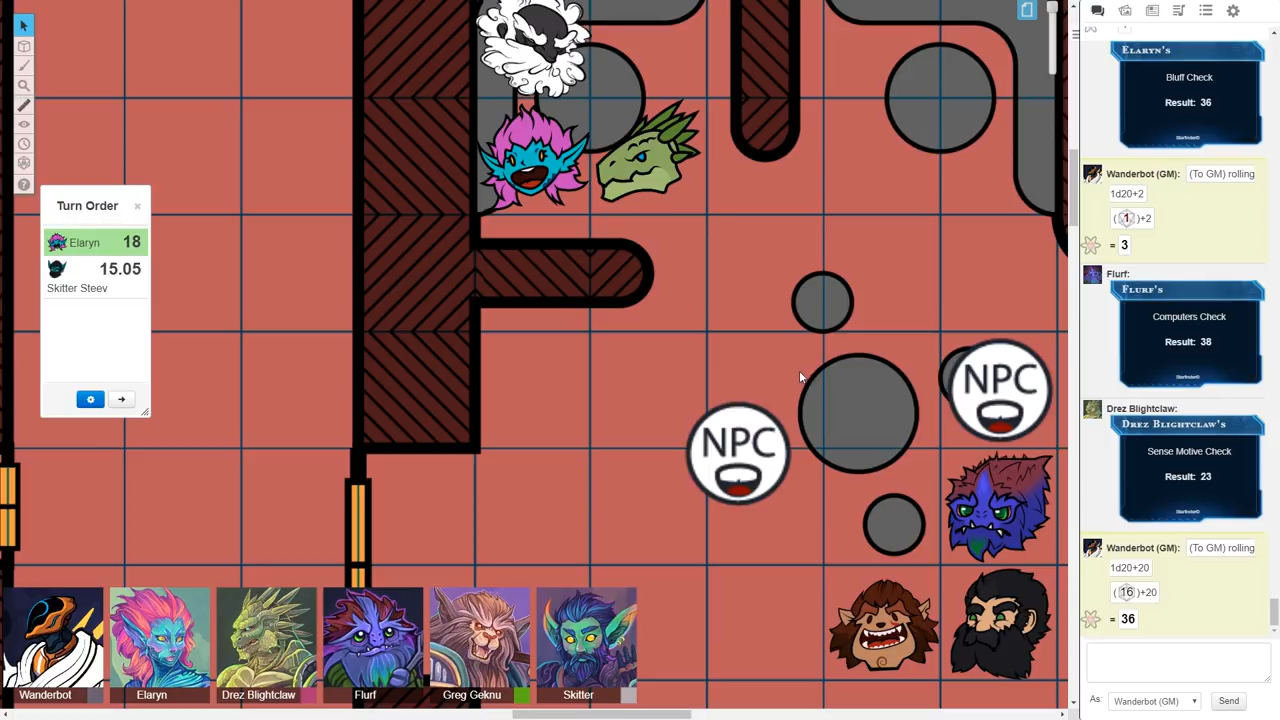 Turn Order ×
Elaryn 18
15.05
Skitter Steev
NPC
NPC
Wanderbot
Elaryn
Drez Blightclaw
Flurf
Greg Geknu
Skitter
ELARYN'S
Bluff Check
Result: 36
Starfinder
Wanderbot (GM): (To GM) rolling
1d20+2
(1)+2
= 3
Flurf:
FLURF'S
Computers Check
Result: 38
Starfinder
Drez Blightclaw:
DREZ BLIGHTCLAW'S
Sense Motive Check
Result: 23
Starfinder
Wanderbot (GM): (To GM) rolling
1d20+20
(16)+20
= 36
As: Wanderbot (GM) Send